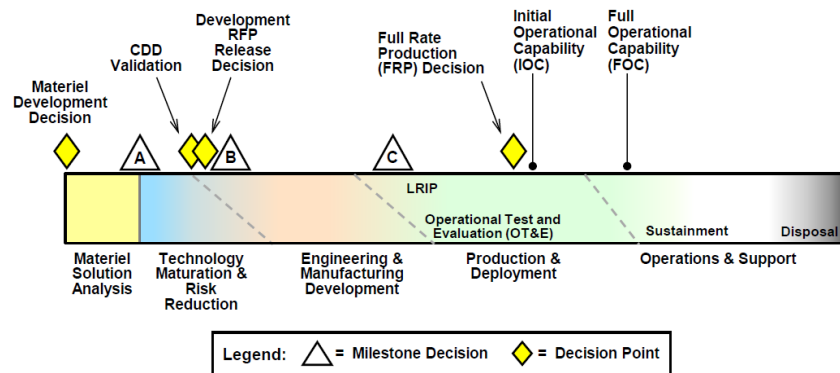 Materiel
Development
Decision
CDD
Validation
Development
RFP
Release
Decision
Full Rate
Production
(FRP) Decision
Initial
Operational
Capability
(IOC)
Full
Operational
Capability
(FOC)
A
B
C
LRIP
Operational Test and
Evaluation (OT&E)
Sustainment
Disposal
Materiel
Solution
Analysis
Technology
Maturation &
Risk
Reduction
Engineering &
Manufacturing
Development
Production &
Deployment
Operations & Support
Legend:
= Milestone Decision
= Decision Point